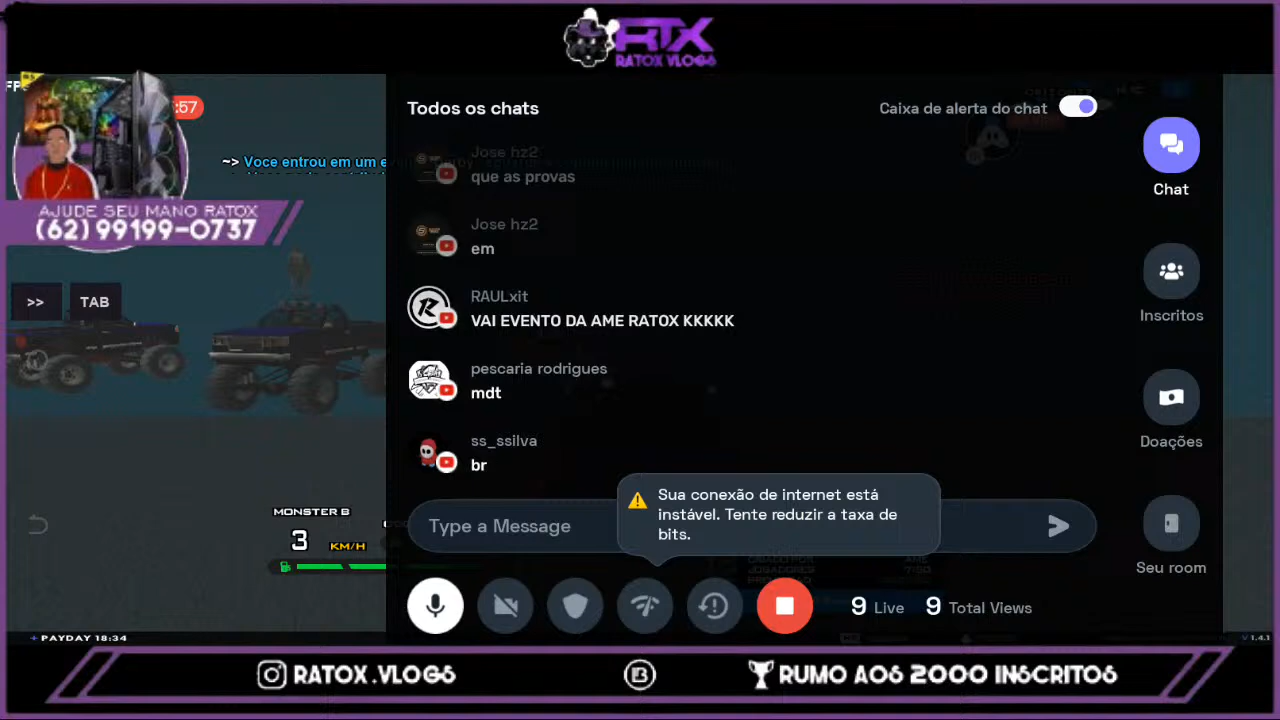 RTX
RATOX VLOGS
FP
:57
Todos os chats
Caixa de alerta do chat
Jose hz2
que as provas
~> Voce entrou em um e
Chat
AJUDE SEU MANO RATOX
(62) 99199-0737
Jose hz2
em
>>
TAB
RAULxit
VAI EVENTO DA AME RATOX KKKKK
Inscritos
pescaria rodrigues
mdt
Doações
ss_ssilva
br
Sua conexão de internet está
instável. Tente reduzir a taxa de
bits.
Type a Message
MONSTER B
3
KM/H
Seu room
9 Live
9 Total Views
+ PAYDAY 18:34
V 1.4.1
RATOX.VLOGS
B
RUMO AOS 2000 INSCRITOS